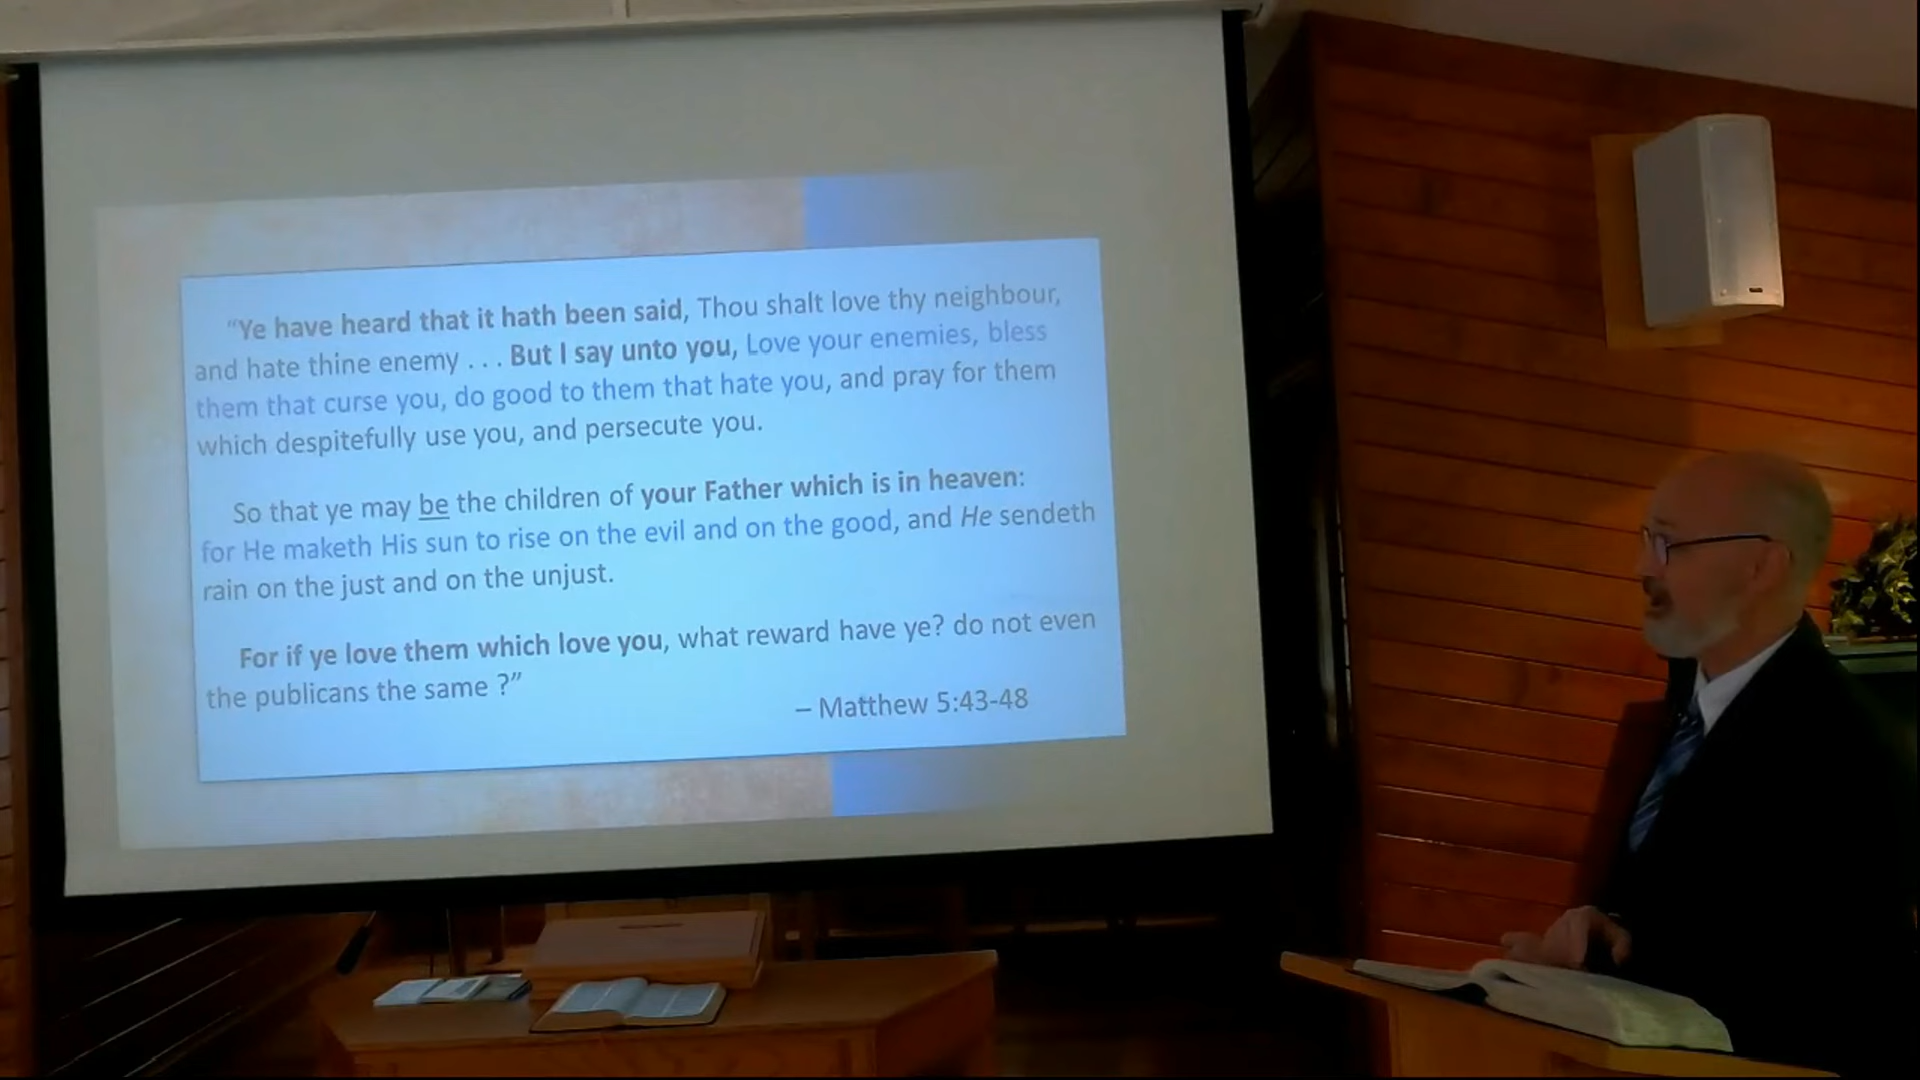 “Ye have heard that it hath been said, Thou shalt love thy neighbour,
and hate thine enemy . . . But I say unto you, Love your enemies, bless
them that curse you, do good to them that hate you, and pray for them
which despitefully use you, and persecute you.
So that ye may be the children of your Father which is in heaven:
for He maketh His sun to rise on the evil and on the good, and He sendeth
rain on the just and on the unjust.
For if ye love them which love you, what reward have ye? do not even
the publicans the same ?”
– Matthew 5:43-48